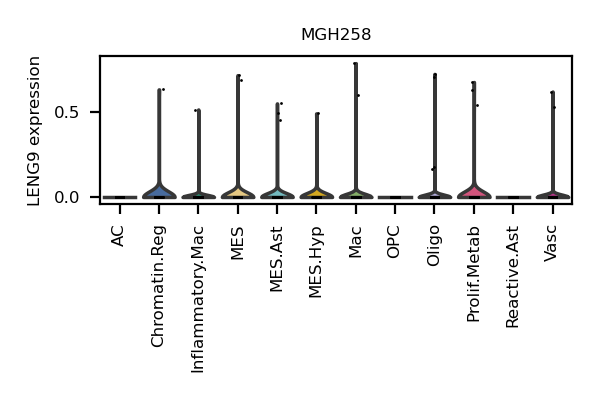 MGH258
LENG9 expression
0.5
0.0
AC
Chromatin.Reg
Inflammatory.Mac
MES
MES.Ast
MES.Hyp
Mac
OPC
Oligo
Prolif.Metab
Reactive.Ast
Vasc